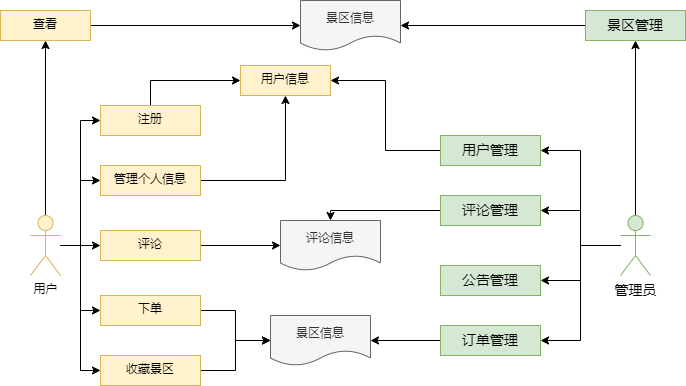 查看
景区信息
景区管理
用户信息
注册
用户管理
管理个人信息
评论管理
评论
评论信息
公告管理
用户
管理员
下单
景区信息
订单管理
收藏景区